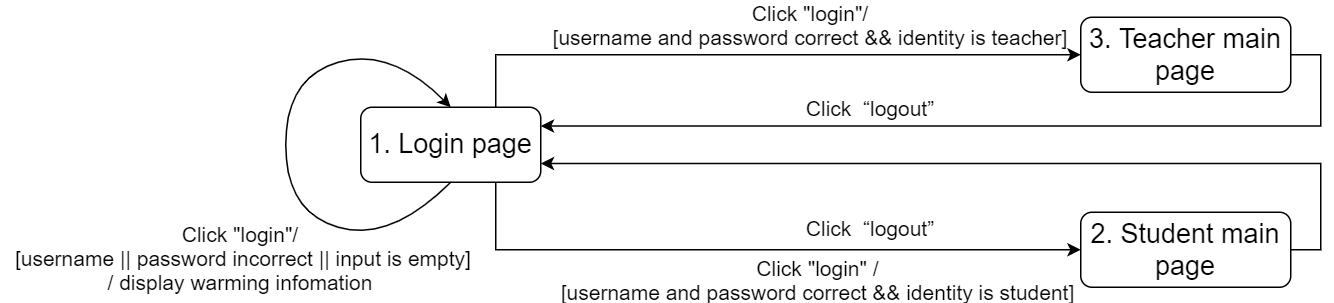 Click "login"/
[username and password correct && identity is teacher]
3. Teacher main
page
Click “logout”
1. Login page
Click “logout”
Click "login"/
[username || password incorrect || input is empty]
/ display warming infomation
2. Student main
page
Click "login" /
[username and password correct && identity is student]